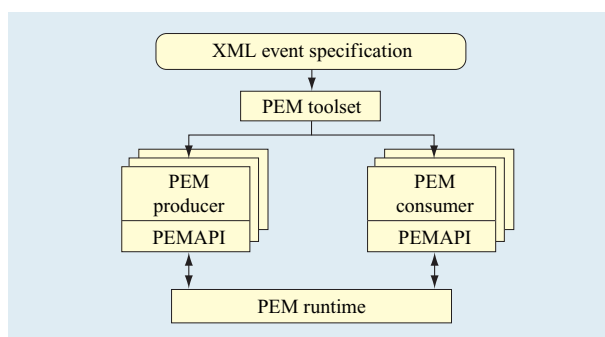 XML event specification
PEM toolset
PEM
producer
PEMAPI
PEM
consumer
PEMAPI
PEM runtime